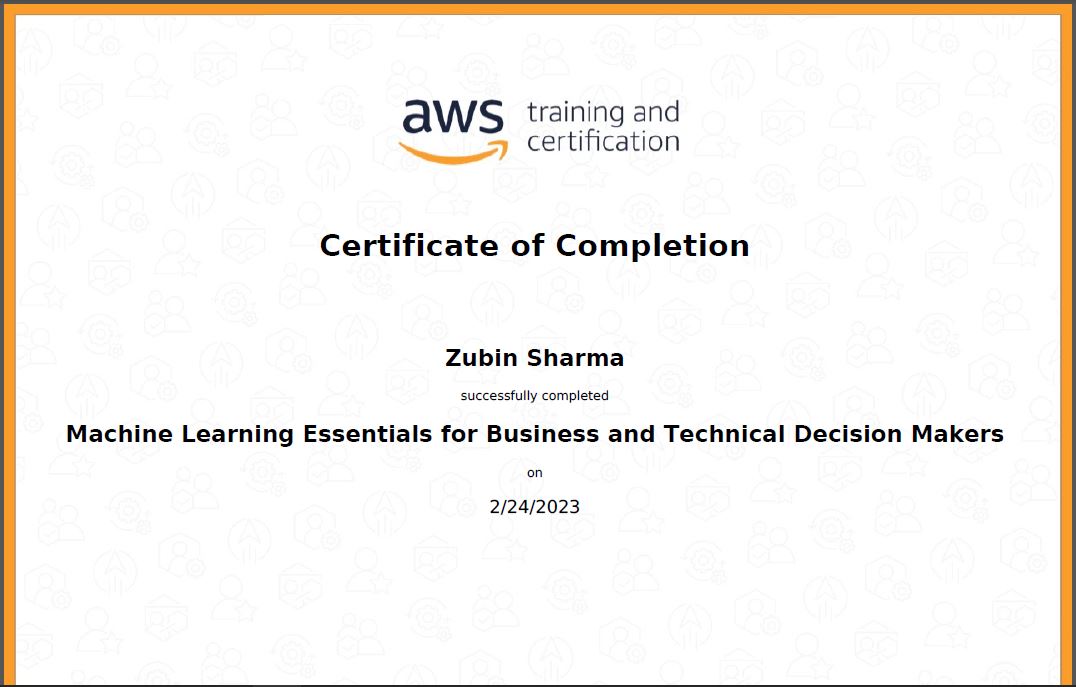 aws training and
certification
Certificate of Completion
Zubin Sharma
successfully completed
Machine Learning Essentials for Business and Technical Decision Makers
on
2/24/2023